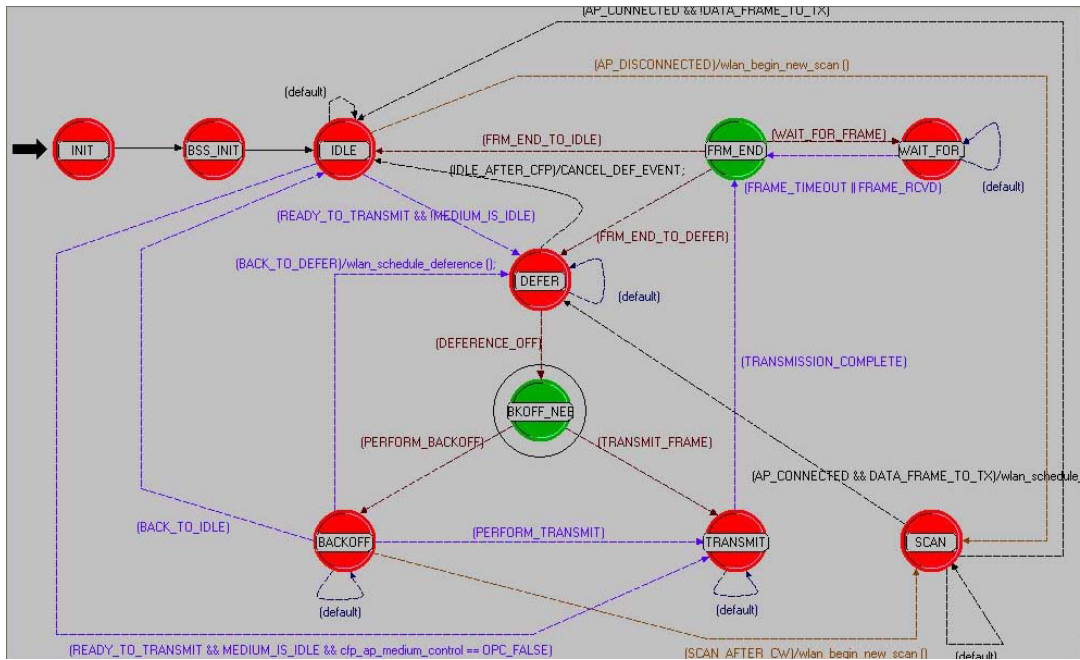 (AP_CONNECTED && !DATA_FRAME_TO_TX)
(AP_DISCONNECTED)/wlan_begin_new_scan ()
(default)
INIT
BSS_INIT
IDLE
(FRM_END_TO_IDLE)
FRM_END
(WAIT_FOR_FRAME)
WAIT_FOR
(IDLE_AFTER_CFP)/CANCEL_DEF_EVENT;
(FRAME_TIMEOUT || FRAME_RCVD)
(default)
(READY_TO_TRANSMIT && !MEDIUM_IS_IDLE)
(FRM_END_TO_DEFER)
(BACK_TO_DEFER)/wlan_schedule_deference ();
DEFER
(default)
(DEFERENCE_OFF)
(TRANSMISSION_COMPLETE)
BKOFF_NEE
(PERFORM_BACKOFF)
(TRANSMIT_FRAME)
(AP_CONNECTED && DATA_FRAME_TO_TX)/wlan_schedule_
(BACK_TO_IDLE)
(PERFORM_TRANSMIT)
BACKOFF
TRANSMIT
SCAN
(default)
(default)
(READY_TO_TRANSMIT && MEDIUM_IS_IDLE && cfp_ap_medium_control == OPC_FALSE)
(SCAN_AFTER_CW)/wlan_begin_new_scan ()
(default)